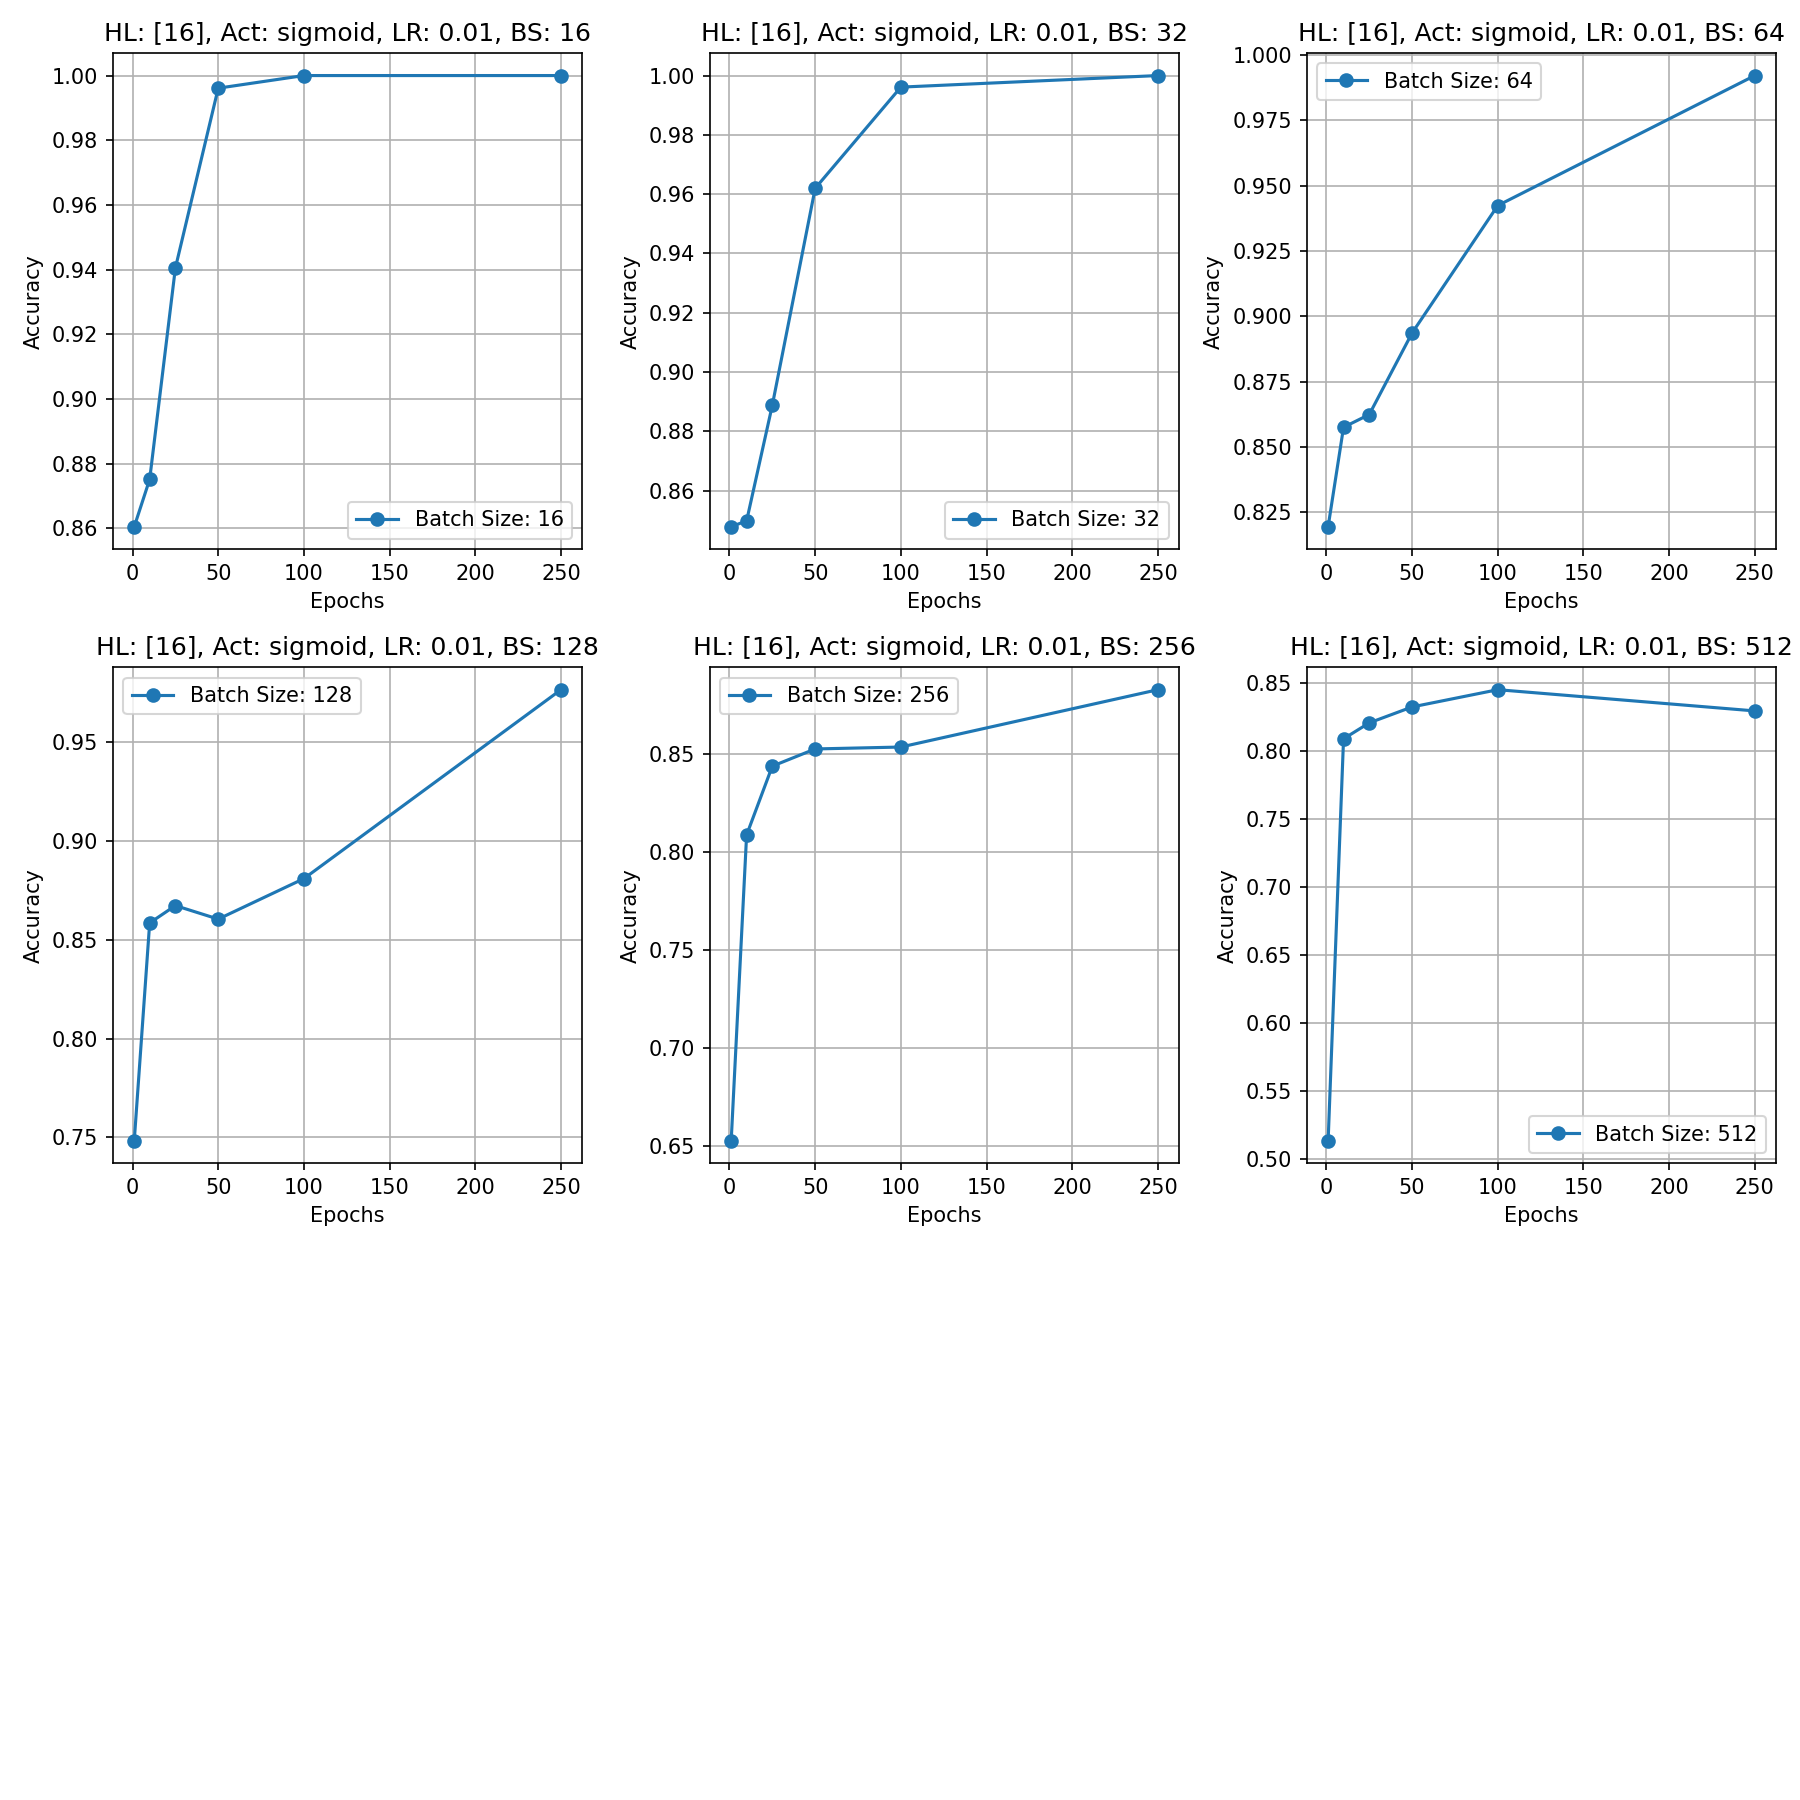 HL: [16], Act: sigmoid, LR: 0.01, BS: 16
1.00
0.98
0.96
0.94
0.92
0.90
0.88
0.86
Accuracy
Batch Size: 16
0 50 100 150 200 250
Epochs
HL: [16], Act: sigmoid, LR: 0.01, BS: 32
1.00
0.98
0.96
0.94
0.92
0.90
0.88
0.86
Accuracy
Batch Size: 32
0 50 100 150 200 250
Epochs
HL: [16], Act: sigmoid, LR: 0.01, BS: 64
1.000
0.975
0.950
0.925
0.900
0.875
0.850
0.825
Accuracy
Batch Size: 64
0 50 100 150 200 250
Epochs
HL: [16], Act: sigmoid, LR: 0.01, BS: 128
0.95
0.90
0.85
0.80
0.75
Accuracy
Batch Size: 128
0 50 100 150 200 250
Epochs
HL: [16], Act: sigmoid, LR: 0.01, BS: 256
0.85
0.80
0.75
0.70
0.65
Accuracy
Batch Size: 256
0 50 100 150 200 250
Epochs
HL: [16], Act: sigmoid, LR: 0.01, BS: 512
0.85
0.80
0.75
0.70
0.65
0.60
0.55
0.50
Accuracy
Batch Size: 512
0 50 100 150 200 250
Epochs